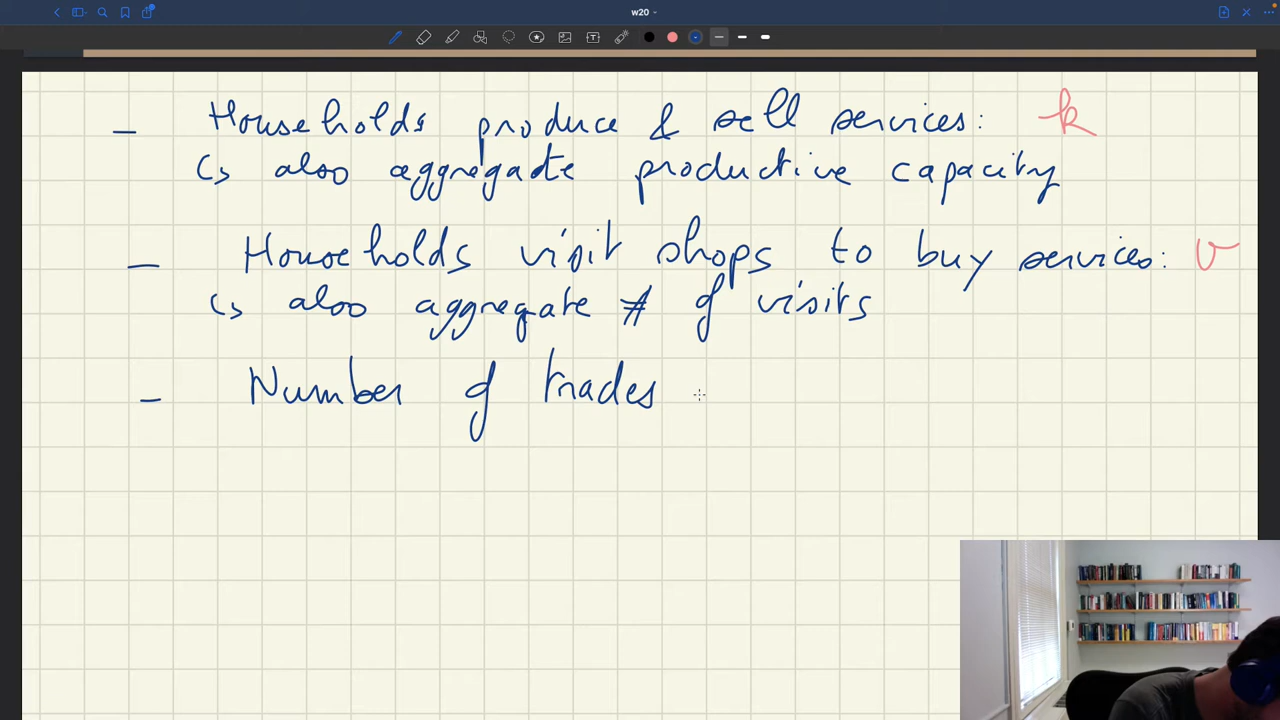 w20
- Households produce & sell services: k
↳ also aggregate productive capacity
- Households visit shops to buy services: v
↳ also aggregate # of visits
- Number of trades